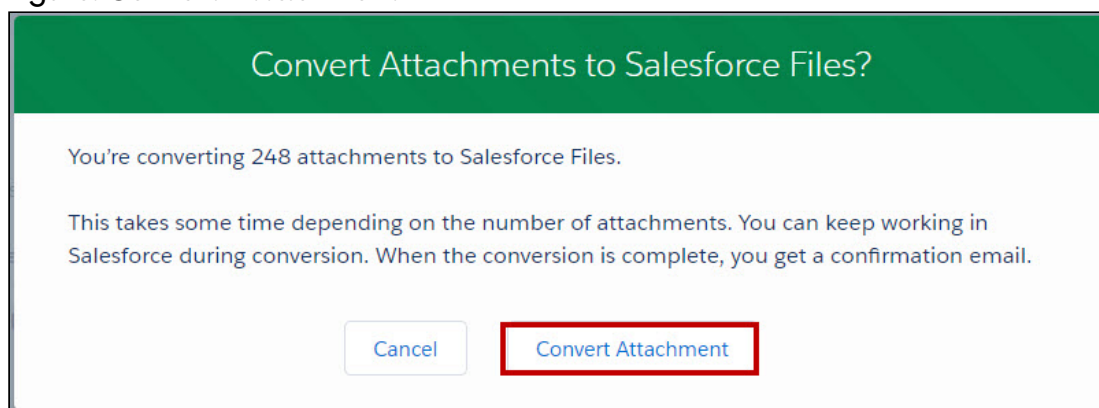 Convert Attachments to Salesforce Files?
You're converting 248 attachments to Salesforce Files.
This takes some time depending on the number of attachments. You can keep working in
Salesforce during conversion. When the conversion is complete, you get a confirmation email.
Cancel
Convert Attachment